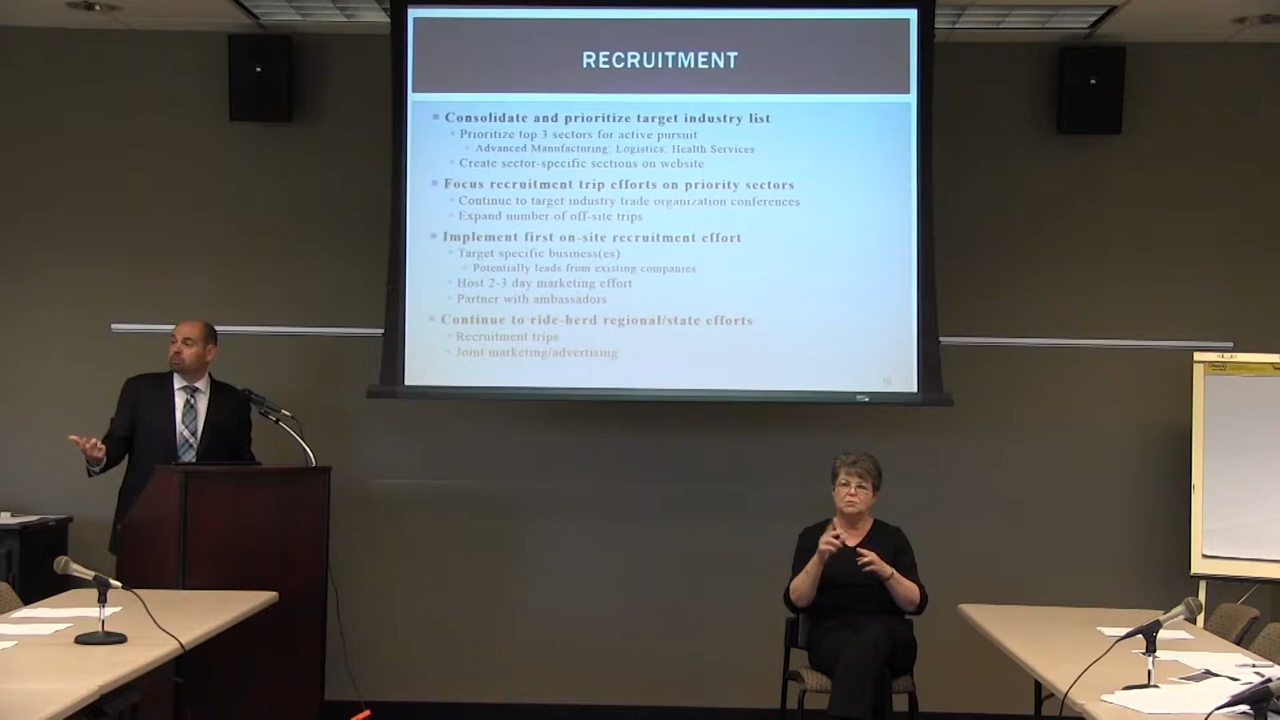 RECRUITMENT
Consolidate and prioritize target industry list
Prioritize top 3 sectors for active pursuit
Advanced Manufacturing; Logistics; Health Services
Create sector-specific sections on website
Focus recruitment trip efforts on priority sectors
Continue to target industry trade organization conferences
Expand number of off-site trips
Implement first on-site recruitment effort
Target specific business(es)
Potentially leads from existing companies
Host 2-3 day marketing effort
Partner with ambassadors
Continue to ride-herd regional/state efforts
Recruitment trips
Joint marketing/advertising